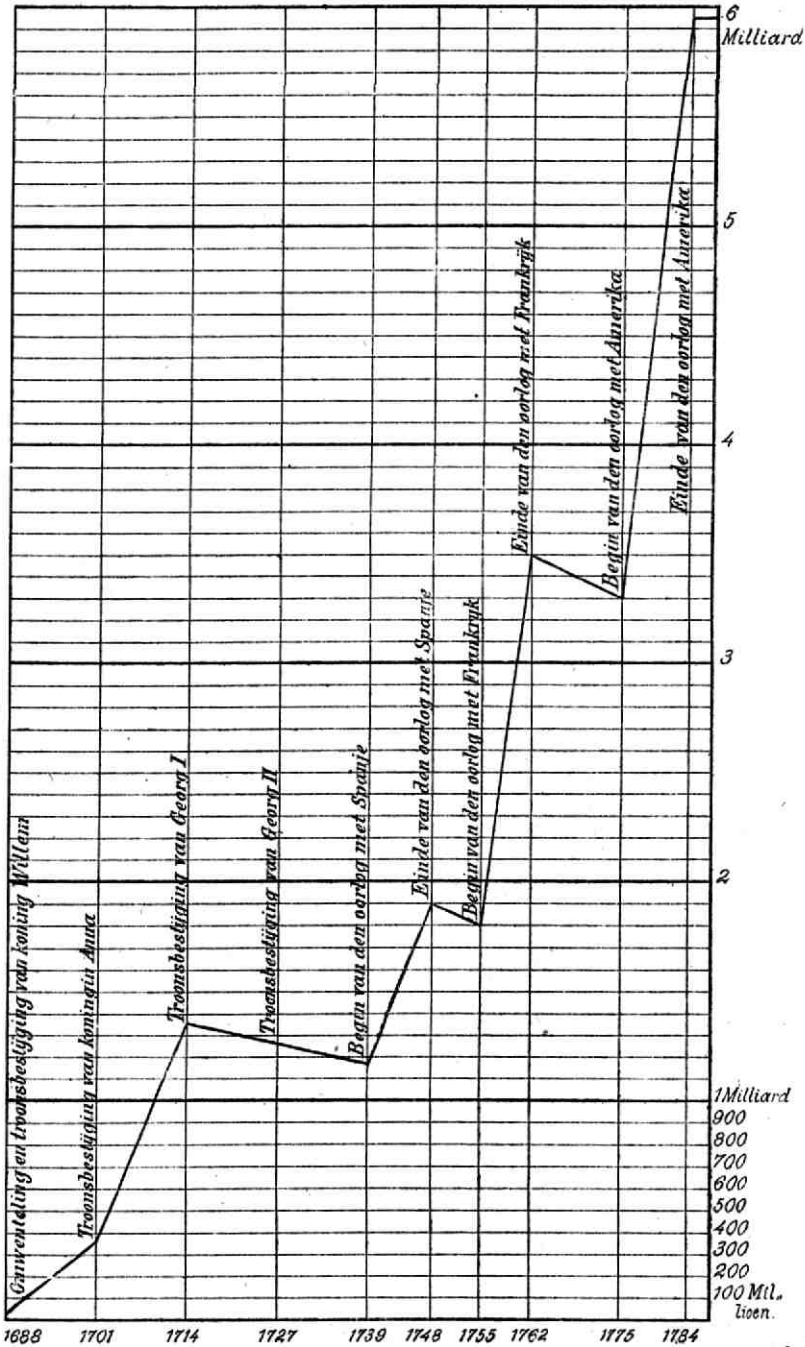 6
Milliard
5
4
3
2
1 Milliard
900
800
700
600
500
400
300
200
100 Mil.
lioen.
Omwenteling en troonsbestijging van koning Willem
Troonsbestijging van koningin Anna
Troonsbestijging van Georg I
Troonsbestijging van Georg II
Begin van den oorlog met Spanje
Einde van den oorlog met Spanje
Begin van den oorlog met Frankrijk
Einde van den oorlog met Frankrijk
Begin van den oorlog met Amerika
Einde van den oorlog met Amerika
1688 1701 1714 1727 1739 1748 1755 1762 1775 1784